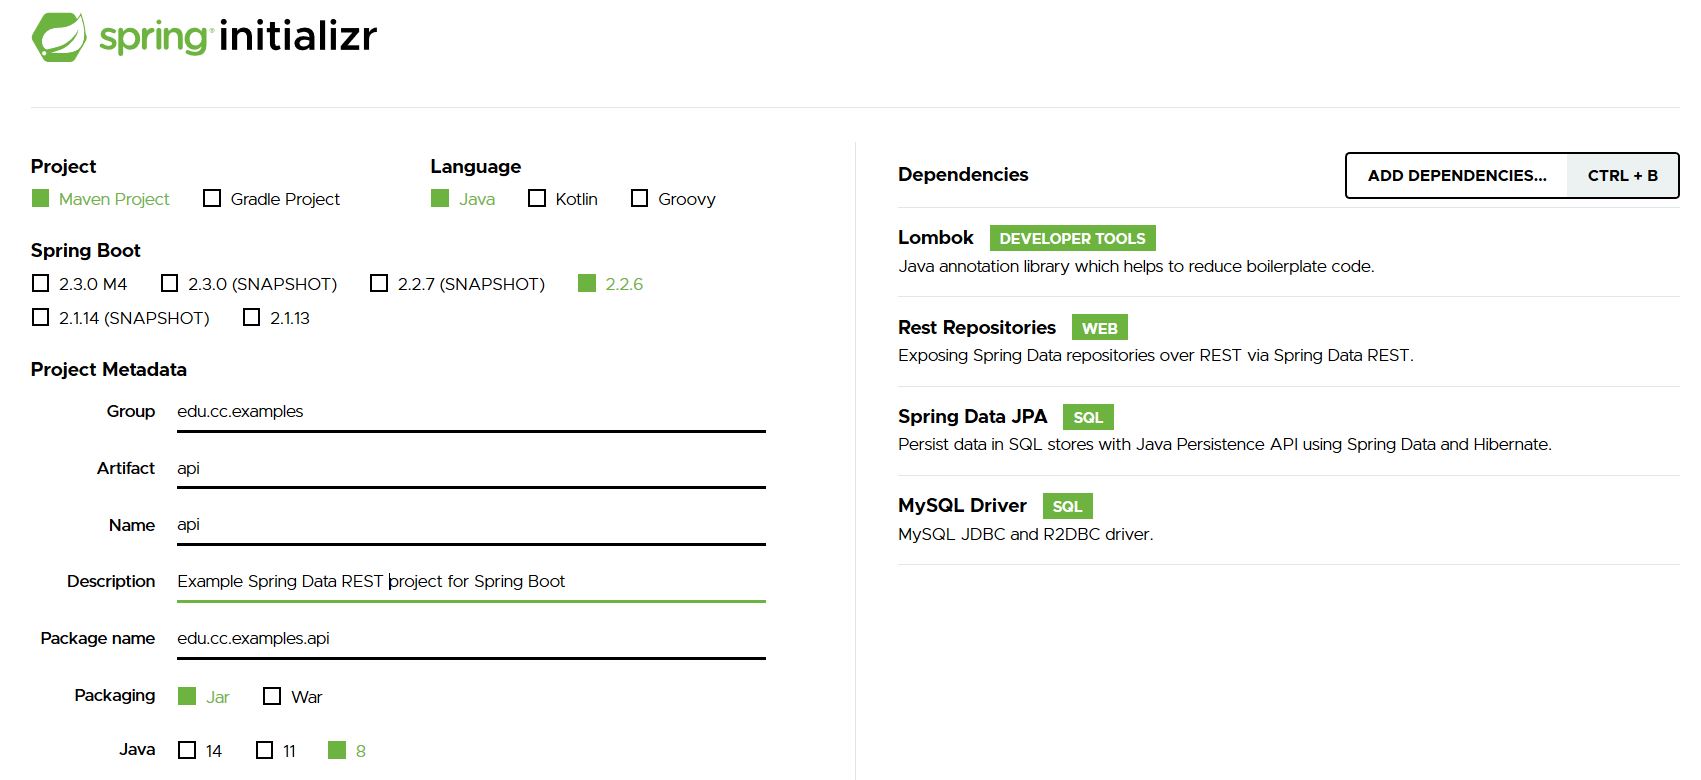 spring initializr
Project
Maven Project Gradle Project
Language
Java Kotlin Groovy
Spring Boot
2.3.0 M4 2.3.0 (SNAPSHOT) 2.2.7 (SNAPSHOT) 2.2.6
2.1.14 (SNAPSHOT) 2.1.13
Project Metadata
Group edu.cc.examples
Artifact api
Name api
Description Example Spring Data REST project for Spring Boot
Package name edu.cc.examples.api
Packaging Jar War
Java 14 11 8
Dependencies ADD DEPENDENCIES... CTRL + B
Lombok DEVELOPER TOOLS
Java annotation library which helps to reduce boilerplate code.
Rest Repositories WEB
Exposing Spring Data repositories over REST via Spring Data REST.
Spring Data JPA SQL
Persist data in SQL stores with Java Persistence API using Spring Data and Hibernate.
MySQL Driver SQL
MySQL JDBC and R2DBC driver.